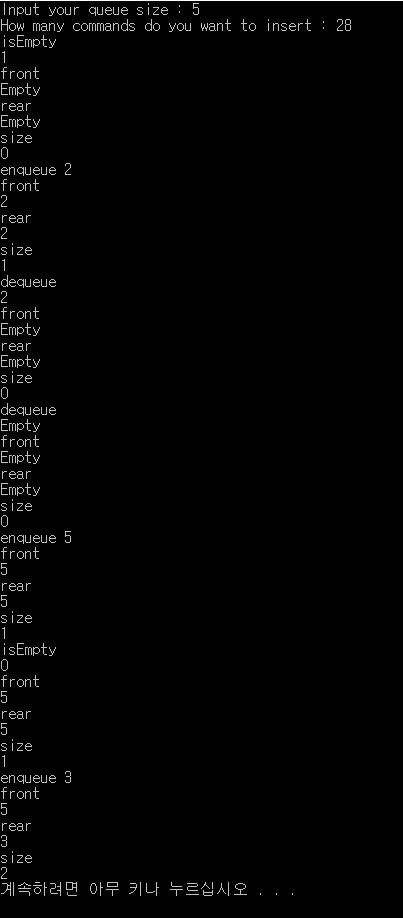 Input your queue size : 5
How many commands do you want to insert : 28
isEmpty
1
front
Empty
rear
Empty
size
0
enqueue 2
front
2
rear
2
size
1
dequeue
2
front
Empty
rear
Empty
size
0
dequeue
Empty
front
Empty
rear
Empty
size
0
enqueue 5
front
5
rear
5
size
1
isEmpty
0
front
5
rear
5
size
1
enqueue 3
front
5
rear
3
size
2
계속하려면 아무 키나 누르십시오 . . .